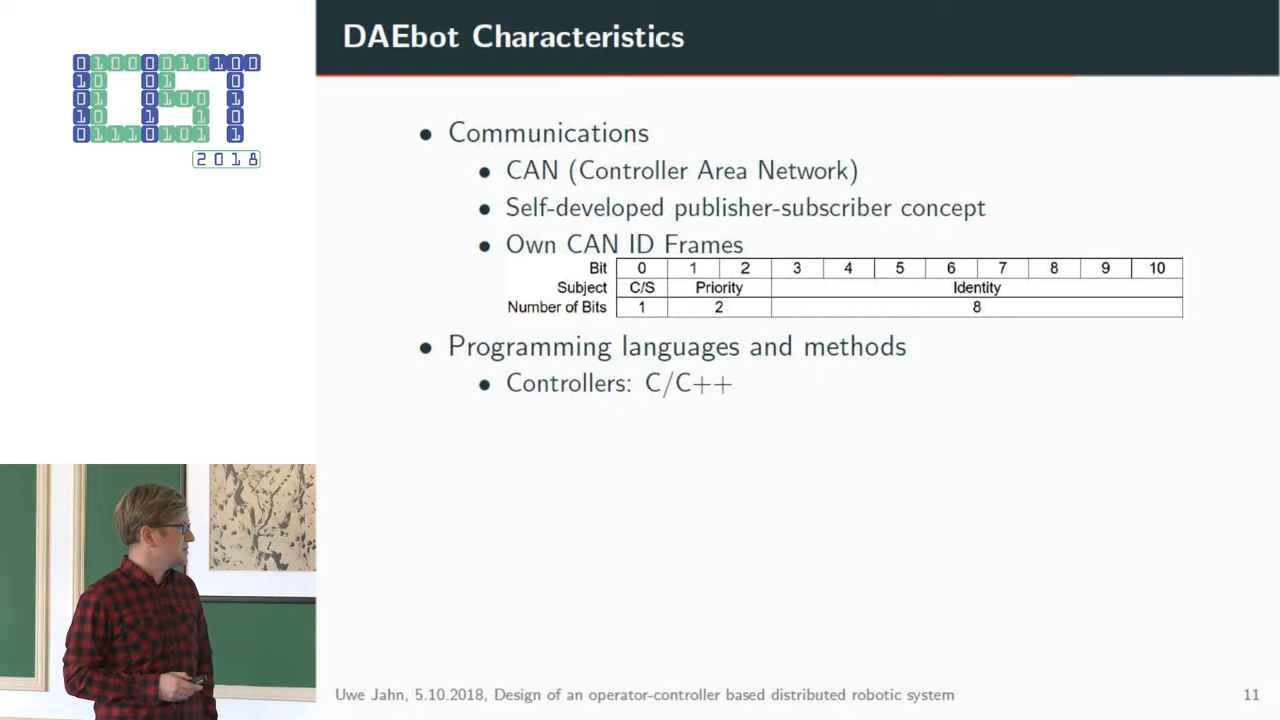 2018
DAEbot Characteristics
• Communications
• CAN (Controller Area Network)
• Self-developed publisher-subscriber concept
• Own CAN ID Frames
Bit 0 1 2 3 4 5 6 7 8 9 10
Subject C/S Priority Identity
Number of Bits 1 2 8
• Programming languages and methods
• Controllers: C/C++
Uwe Jahn, 5.10.2018, Design of an operator-controller based distributed robotic system 11